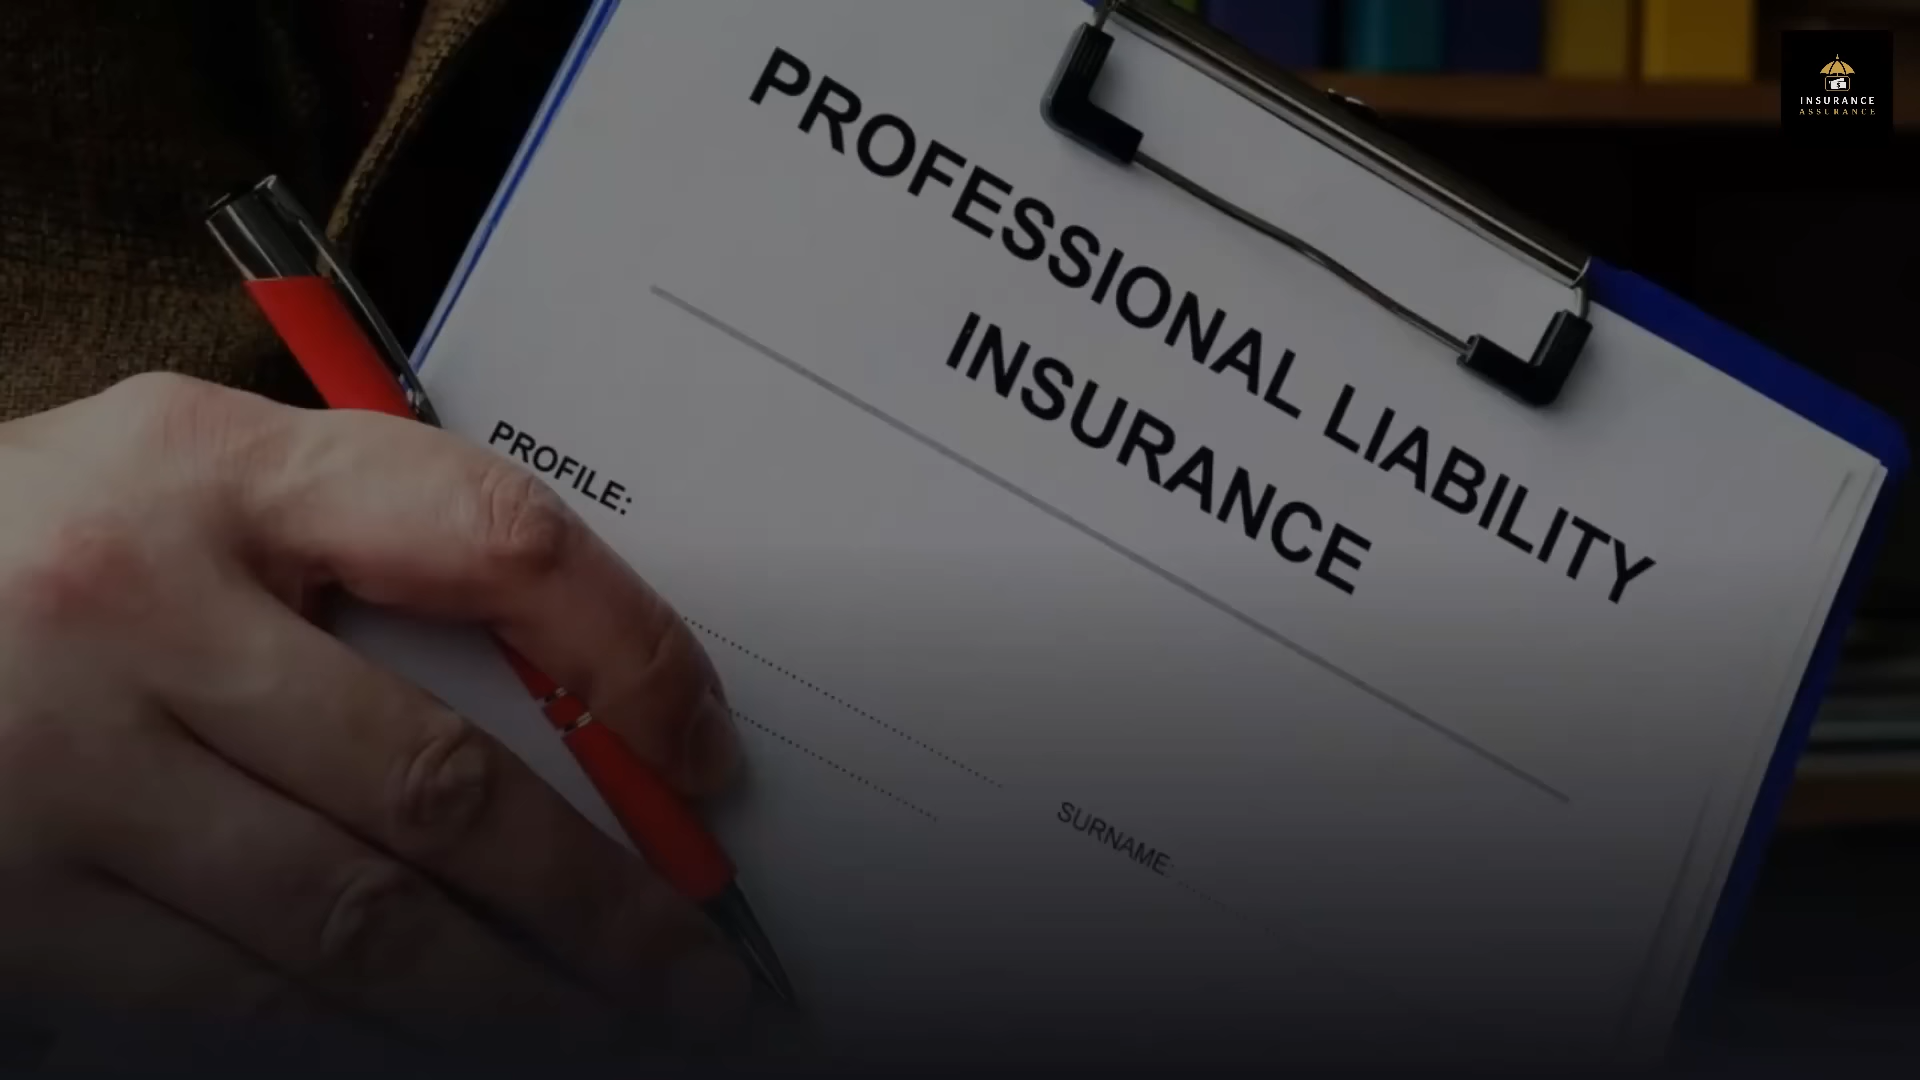 PROFESSIONAL LIABILITY
INSURANCE
PROFILE:
SURNAME:
INSURANCE
ASSURANCE